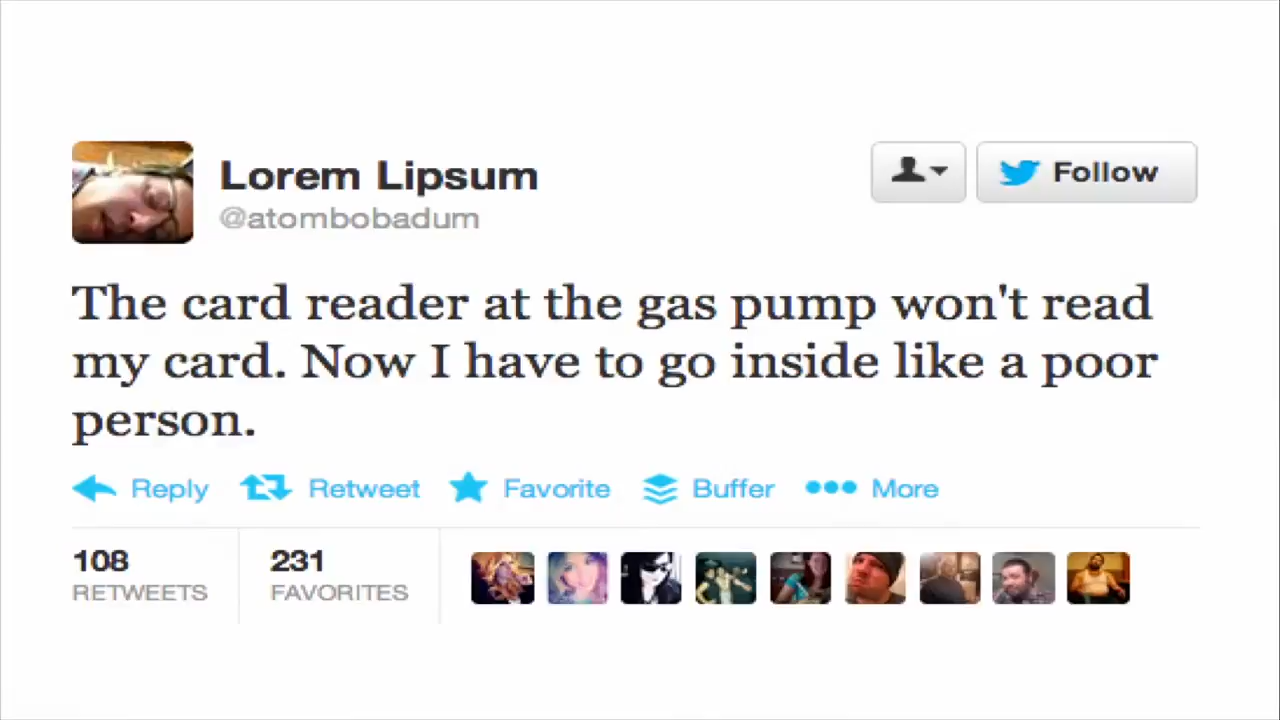 Lorem Lipsum
@atombobadum
Follow
The card reader at the gas pump won't read
my card. Now I have to go inside like a poor
person.
Reply Retweet Favorite Buffer More
108 231
RETWEETS FAVORITES